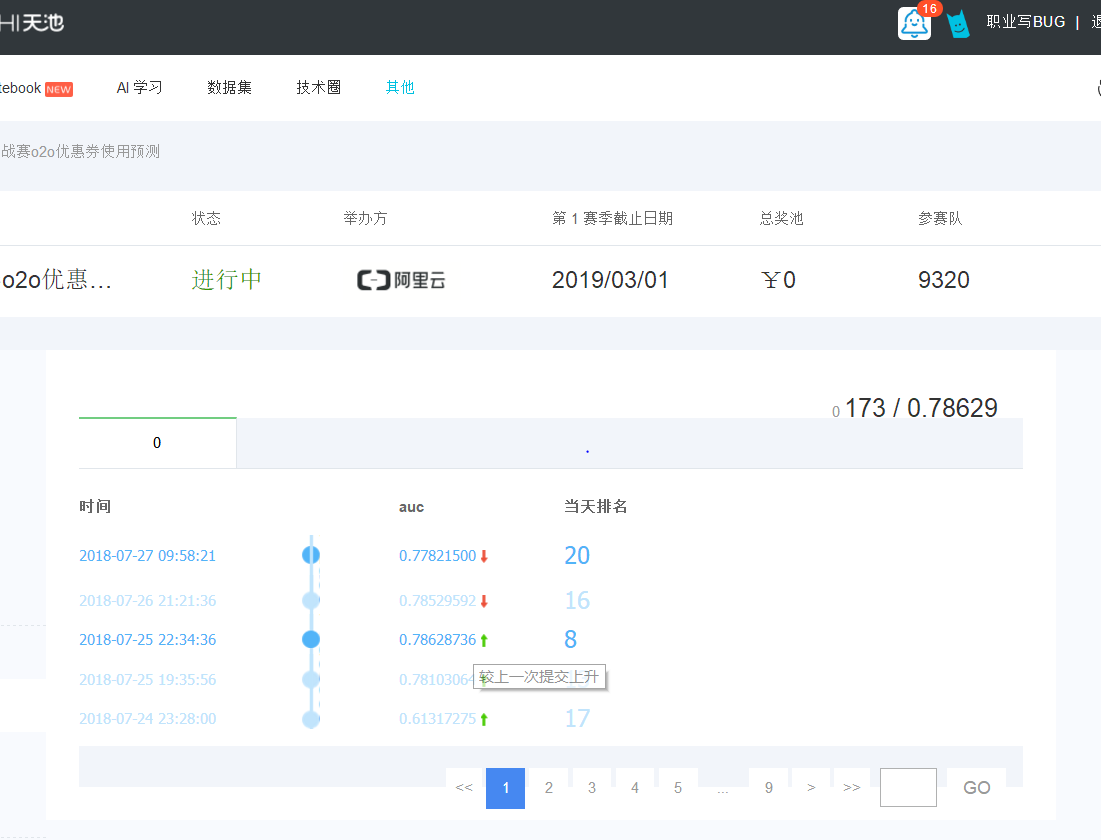 HI天池 16 职业写BUG | 退
tebook NEW AI 学习 数据集 技术圈 其他
战赛o2o优惠券使用预测
状态 举办方 第 1 赛季截止日期 总奖池 参赛队
o2o优惠... 进行中 阿里云 2019/03/01 ￥0 9320
0 173 / 0.78629
0 .
时间 auc 当天排名
2018-07-27 09:58:21 0.77821500 20
2018-07-26 21:21:36 0.78529592 16
2018-07-25 22:34:36 0.78628736 8
较上一次提交上升
2018-07-25 19:35:56 0.78103064
2018-07-24 23:28:00 0.61317275 17
<< 1 2 3 4 5 ... 9 > >> GO